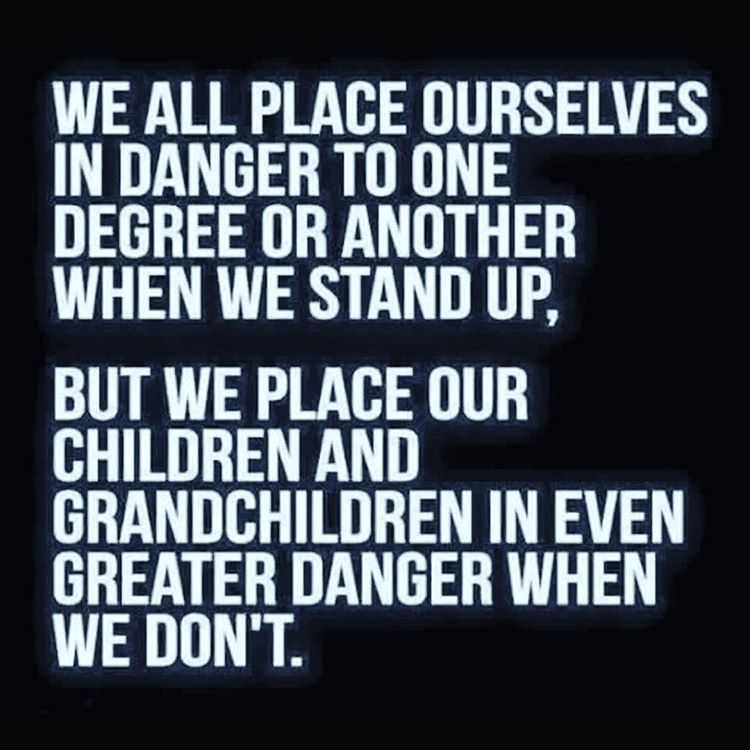 WE ALL PLACE OURSELVES
IN DANGER TO ONE
DEGREE OR ANOTHER
WHEN WE STAND UP,
BUT WE PLACE OUR
CHILDREN AND
GRANDCHILDREN IN EVEN
GREATER DANGER WHEN
WE DON'T.